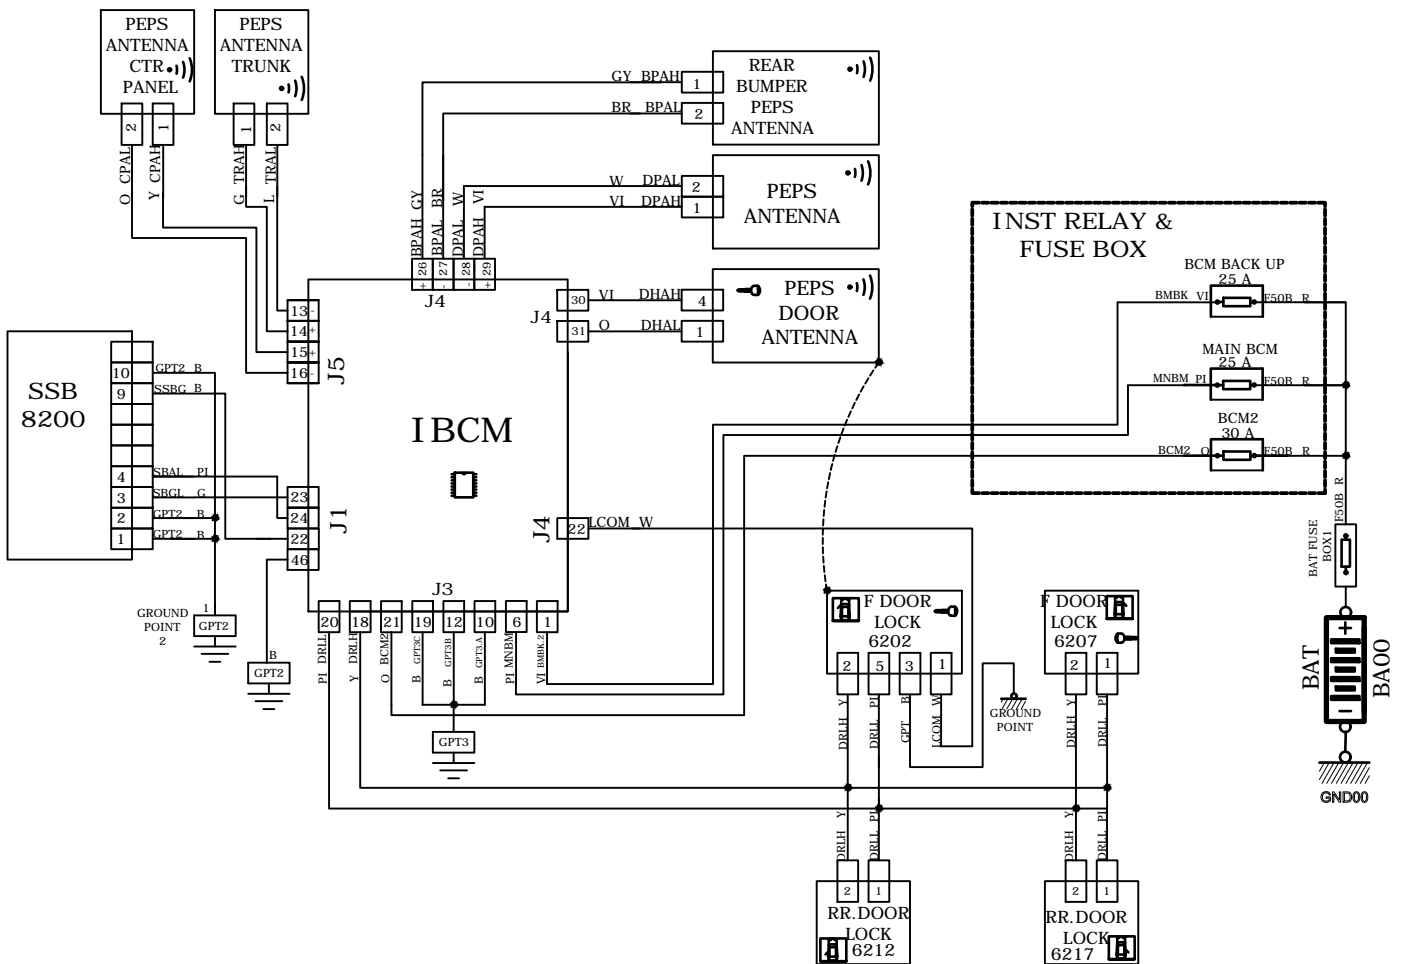 PEPS
ANTENNA
CTR
PANEL
2
1
O CPAL
Y CPAH
PEPS
ANTENNA
TRUNK
1
2
G TRAH
L TRAL
GY BPAH
1
BR BPAL
2
REAR
BUMPER
PEPS
ANTENNA
W DPAL
2
VI DPAH
1
PEPS
ANTENNA
BPAH GY
BPAL BR
DPAL W
DPAH VI
26
27
28
29
+
-
-
+
J4
30
VI DHAH
4
J4
31
O DHAL
1
PEPS
DOOR
ANTENNA
INST RELAY &
FUSE BOX
BCM BACK UP
25 A
BMBK VI
F50B R
MAIN BCM
25 A
MNBM PI
F50B R
BCM2
30 A
BCM2 O
F50B R
F50B R
BAT FUSE
BOX1
+
-
BAT
BA00
GND00
13 -
14 +
15 +
16 -
J5
SSB
8200
10
GPT2 B
9
SSBG B
4
SBAL PI
3
SBGL G
2
GPT2 B
1
GPT2 B
23
24
22
46
J1
IBCM
J4
22
LCOM W
GROUND
POINT
2
1
GPT2
B
GPT2
J3
20
18
21
19
12
10
6
1
PI DRLL
Y DRLH
O BCM2
B GPT3C
B GPT3B
B GPT3.A
PI MNBM
VI BMBK.2
GPT3
F DOOR
LOCK
6202
2
5
3
1
DRLH Y
DRLL PI
GPT B
LCOM W
GROUND
POINT
F DOOR
LOCK
6207
2
1
DRLH Y
DRLL PI
DRLH Y
DRLL PI
2
1
RR.DOOR
LOCK
6212
DRLH Y
DRLL PI
2
1
RR.DOOR
LOCK
6217